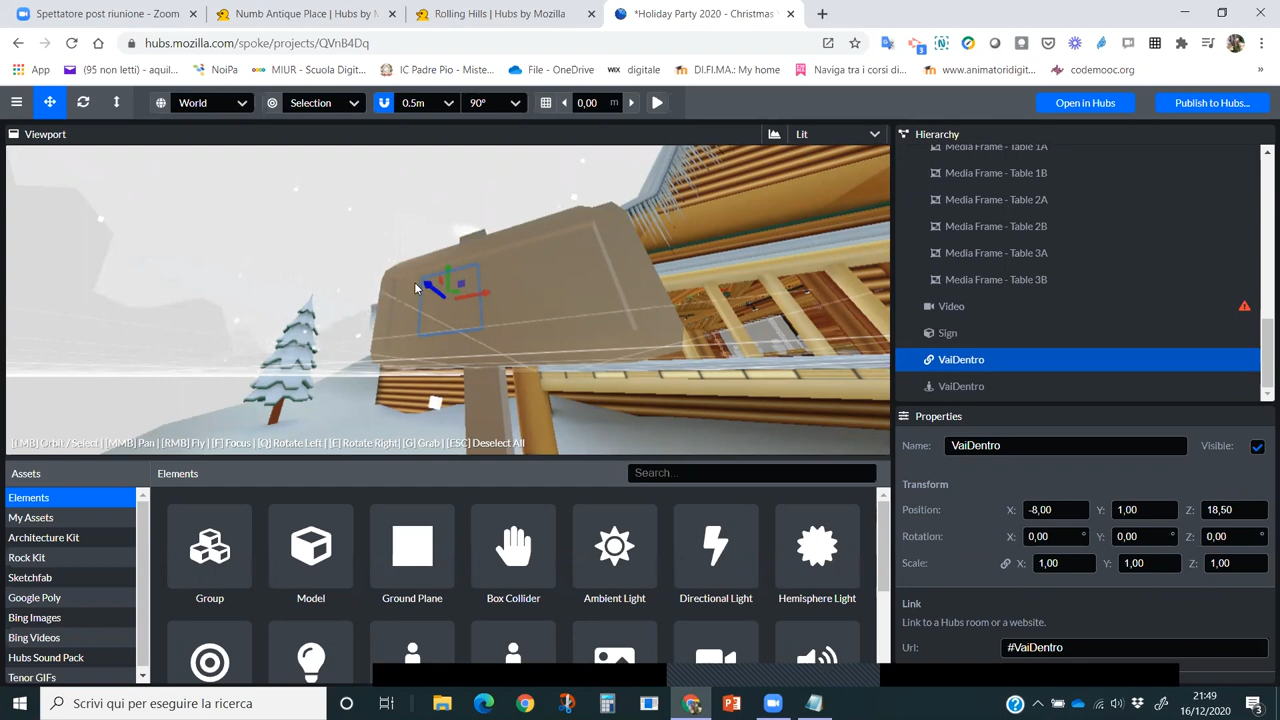 Spettatore post riunione - Zoom
Numb Antique Place | Hubs by M
Rolling Hills | Hubs by Mozilla
*Holiday Party 2020 - Christmas
hubs.mozilla.com/spoke/projects/QVnB4Dq
App
(95 non letti) - aquil...
NoiPa
MIUR - Scuola Digit...
IC Padre Pio - Miste...
File - OneDrive
WIX digitale
DI.FI.MA.: My home
Naviga tra i corsi di...
www.animatoridigit...
codemooc.org
World
Selection
0.5m
90°
0,00 m
Open in Hubs
Publish to Hubs...
Viewport
Lit
[LMB] Orbit / Select | [MMB] Pan | [RMB] Fly | [F] Focus | [Q] Rotate Left | [E] Rotate Right | [G] Grab | [ESC] Deselect All
Hierarchy
Media Frame - Table 1A
Media Frame - Table 1B
Media Frame - Table 2A
Media Frame - Table 2B
Media Frame - Table 3A
Media Frame - Table 3B
Video
Sign
VaiDentro
VaiDentro
Properties
Name: VaiDentro Visible:
Transform
Position: X: -8,00 Y: 1,00 Z: 18,50
Rotation: X: 0,00 ° Y: 0,00 ° Z: 0,00 °
Scale: X: 1,00 Y: 1,00 Z: 1,00
Link
Link to a Hubs room or a website.
Url: #VaiDentro
Assets
Elements
My Assets
Architecture Kit
Rock Kit
Sketchfab
Google Poly
Bing Images
Bing Videos
Hubs Sound Pack
Tenor GIFs
Elements
Search...
Group
Model
Ground Plane
Box Collider
Ambient Light
Directional Light
Hemisphere Light
Scrivi qui per eseguire la ricerca
21:49
16/12/2020
3